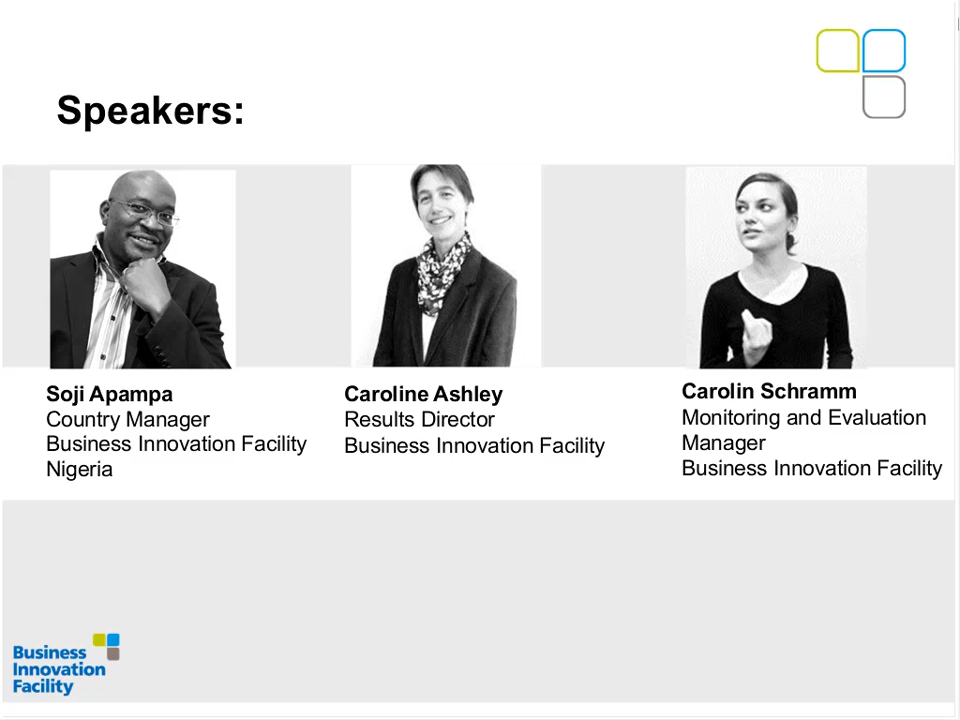 Speakers:
Soji Apampa
Country Manager
Business Innovation Facility
Nigeria
Caroline Ashley
Results Director
Business Innovation Facility
Carolin Schramm
Monitoring and Evaluation
Manager
Business Innovation Facility
Business
Innovation
Facility